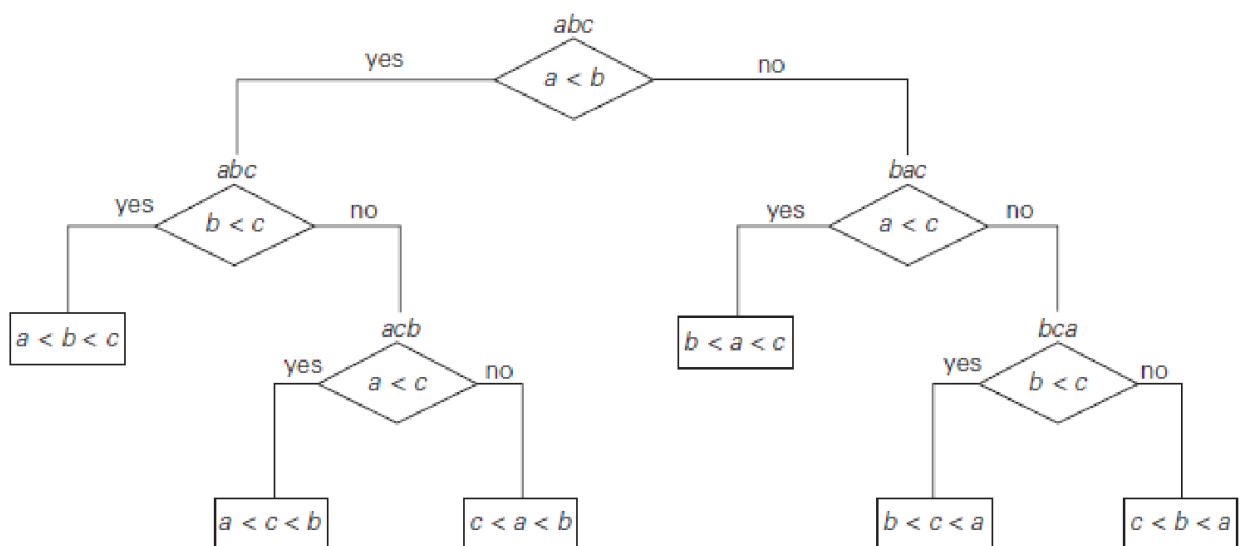 abc
yes
a < b
no
abc
bac
yes
b < c
no
yes
a < c
no
a < b < c
acb
b < a < c
bca
yes
a < c
no
yes
b < c
no
a < c < b
c < a < b
b < c < a
c < b < a